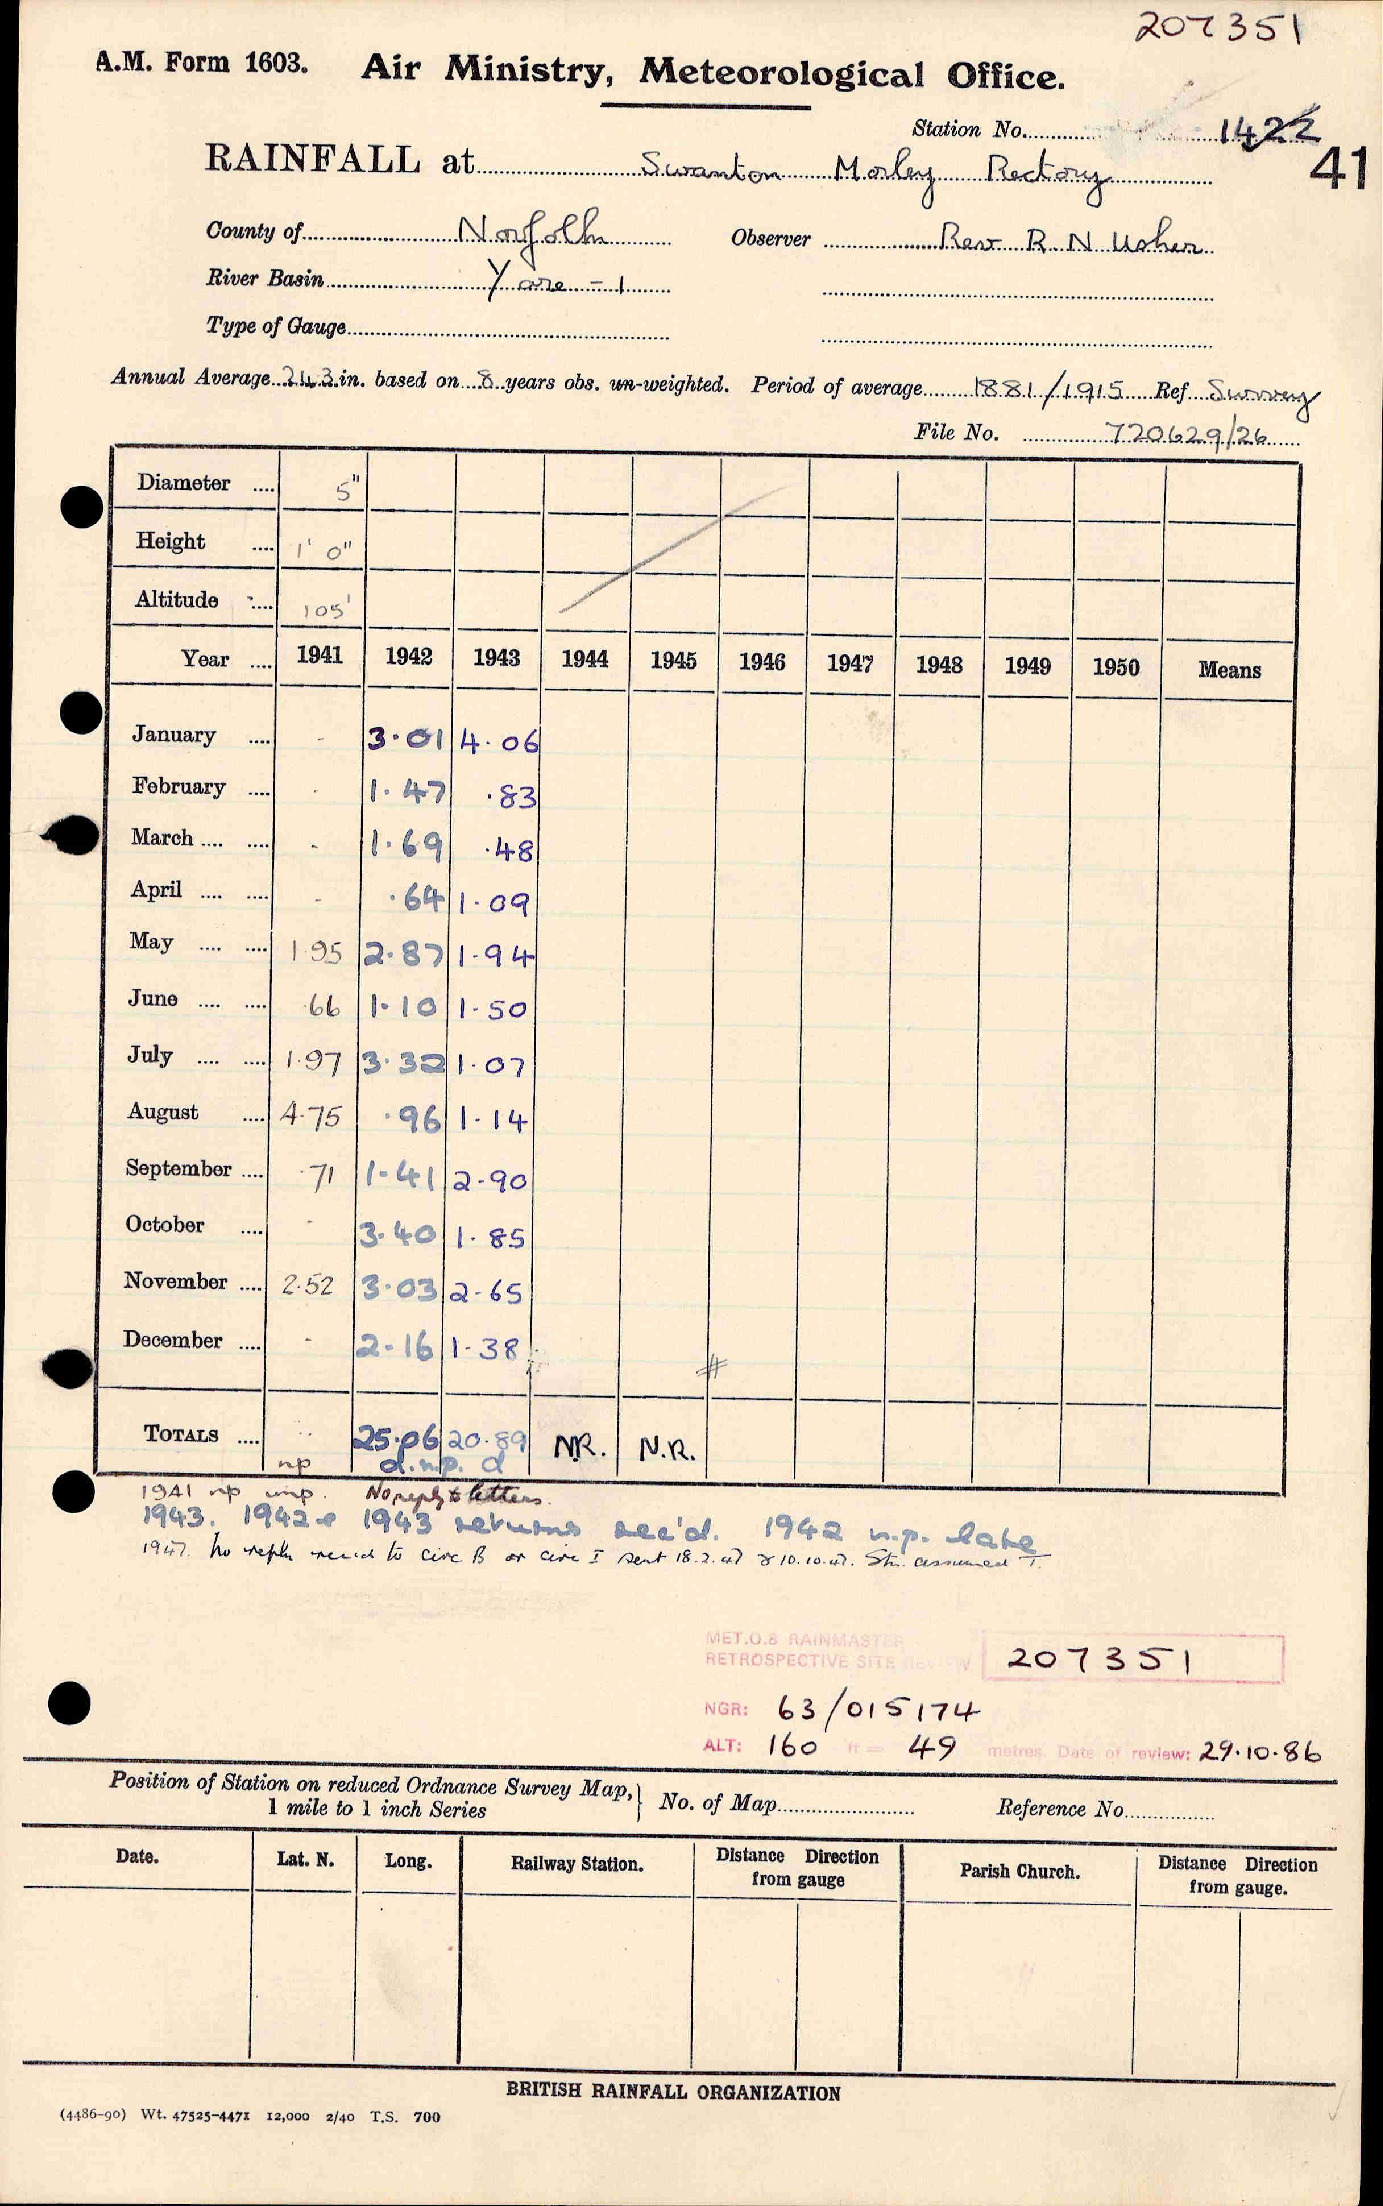 207351
A.M. Form 1603. Air Ministry, Meteorological Office.
Station No. 1422
41
RAINFALL at Swanton Morley Rectory
County of Norfolk Observer Rev R N Usher
River Basin Yare - 1
Type of Gauge
Annual Average 24.3 in. based on 8 years obs. un-weighted. Period of average 1881/1915 Ref. Survey
File No. 720629/26
Diameter .... 5"
Height .... 1' 0"
Altitude .... 105'
Year .... 1941 1942 1943 1944 1945 1946 1947 1948 1949 1950 Means
January .... - 3.01 4.06
February .... - 1.47 .83
March .... .... - 1.69 .48
April .... .... - .64 1.09
May .... .... 1.95 2.87 1.94
June .... .... .66 1.10 1.50
July .... .... 1.97 3.32 1.07
August .... 4.75 .96 1.14
September .... .71 1.41 2.90
October .... - 3.40 1.85
November .... 2.52 3.03 2.65
December .... - 2.16 1.38
# #
TOTALS .... 25.06 20.89 N.R. N.R.
np d.n.p. d
1941 np imp. No reply to letters.
1943. 1942 & 1943 returns rec'd. 1942 n.p. late
1947. No reply rec'd to circ B or circ I sent 18.2.47 & 10.10.47. Stn. assumed T.
MET.O.8 RAINMASTER
RETROSPECTIVE SITE REVIEW 207351
NGR: 63/015174
ALT: 160 ft = 49 metres. Date of review: 29.10.86
Position of Station on reduced Ordnance Survey Map,
1 mile to 1 inch Series } No. of Map Reference No.
Date. Lat. N. Long. Railway Station. Distance from gauge Direction Parish Church. Distance from gauge. Direction
BRITISH RAINFALL ORGANIZATION
(4486-90) Wt. 47525-4471 12,000 2/40 T.S. 700